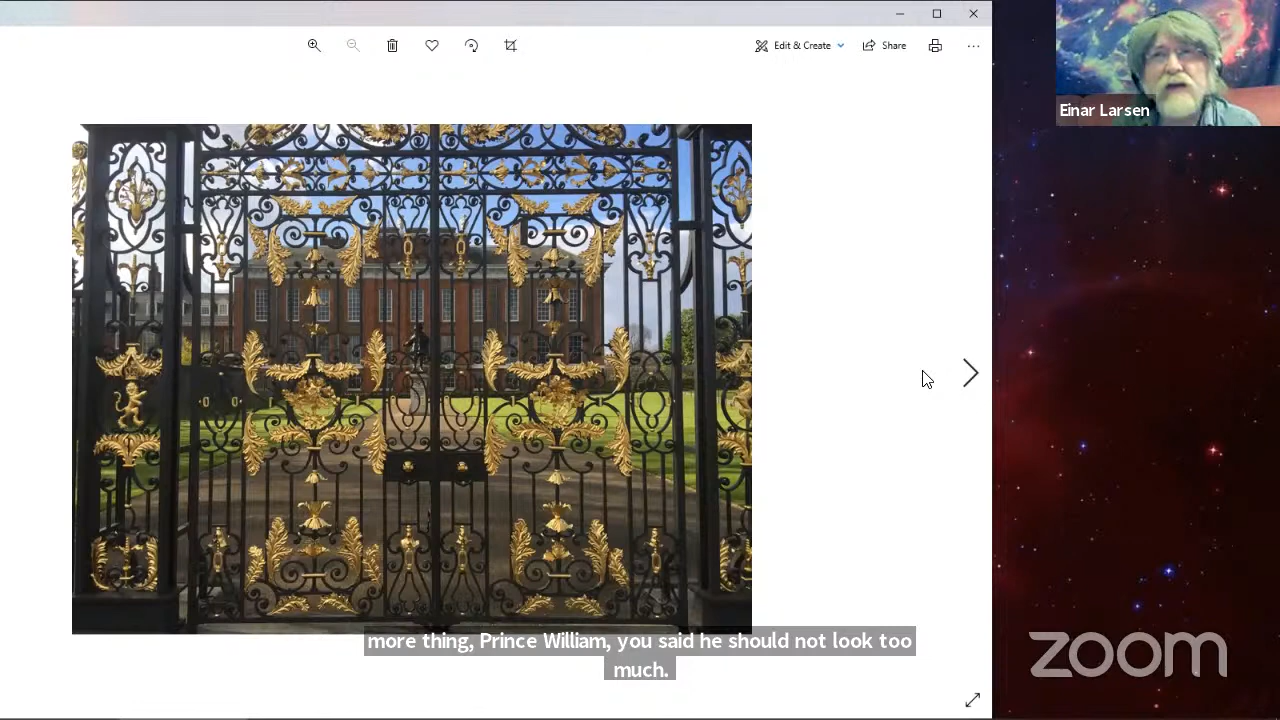 Edit & Create
Share
Einar Larsen
more thing, Prince William, you said he should not look too
much.
zoom